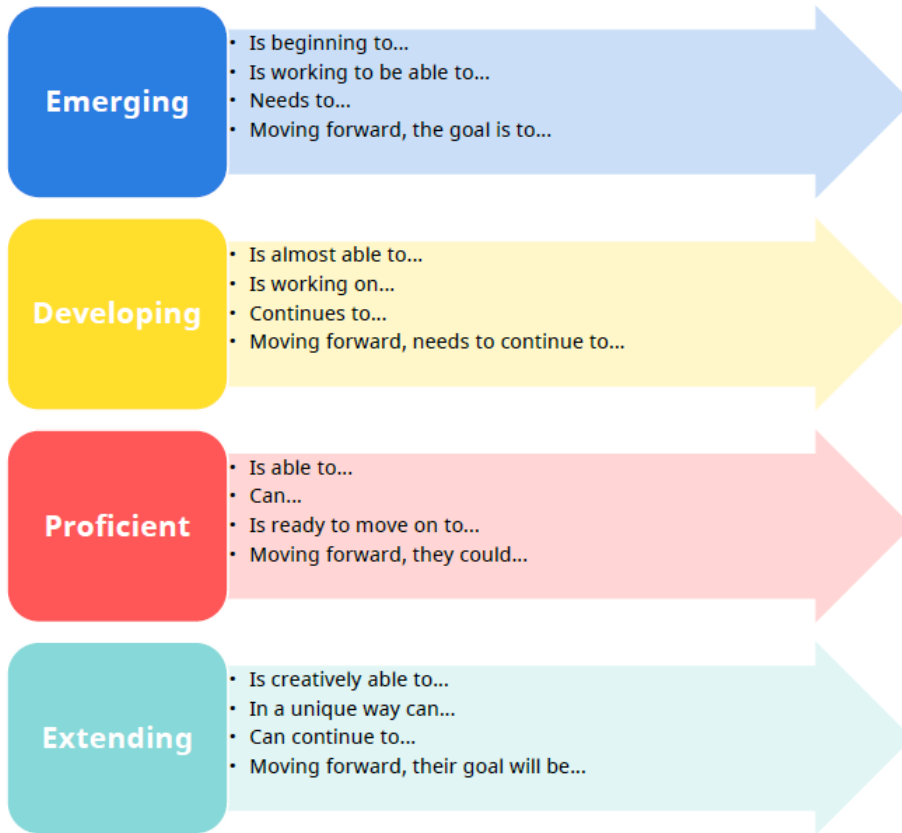 Emerging
• Is beginning to...
• Is working to be able to...
• Needs to...
• Moving forward, the goal is to...
Developing
• Is almost able to...
• Is working on...
• Continues to...
• Moving forward, needs to continue to...
Proficient
• Is able to...
• Can...
• Is ready to move on to...
• Moving forward, they could...
Extending
• Is creatively able to...
• In a unique way can...
• Can continue to...
• Moving forward, their goal will be...